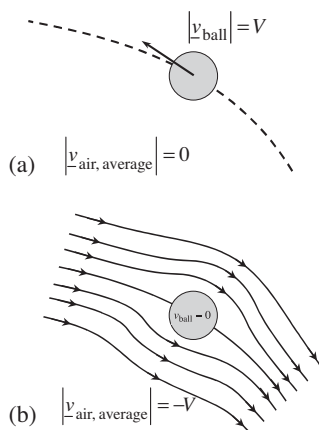 |v_ball| = V
(a) |v_air, average| = 0
v_ball = 0
(b) |v_air, average| = –V